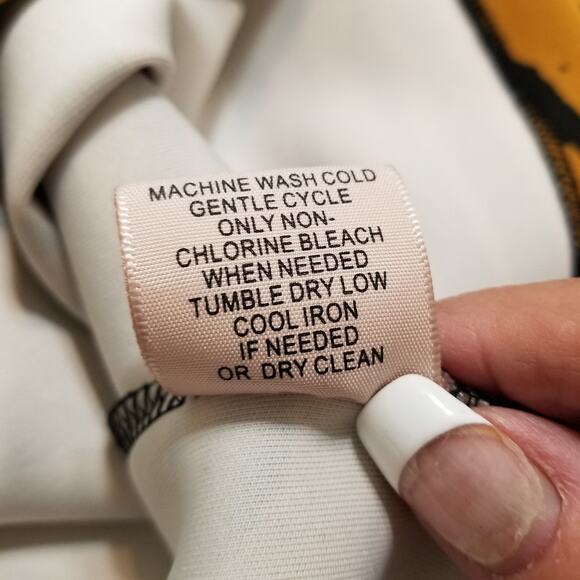 MACHINE WASH COLD
GENTLE CYCLE
ONLY NON-
CHLORINE BLEACH
WHEN NEEDED
TUMBLE DRY LOW
COOL IRON
IF NEEDED
OR DRY CLEAN